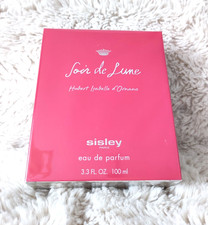 Soir de Lune
Hubert Isabelle d'Ornano
sisley
PARIS
eau de parfum
3.3 FL. OZ. 100 ml